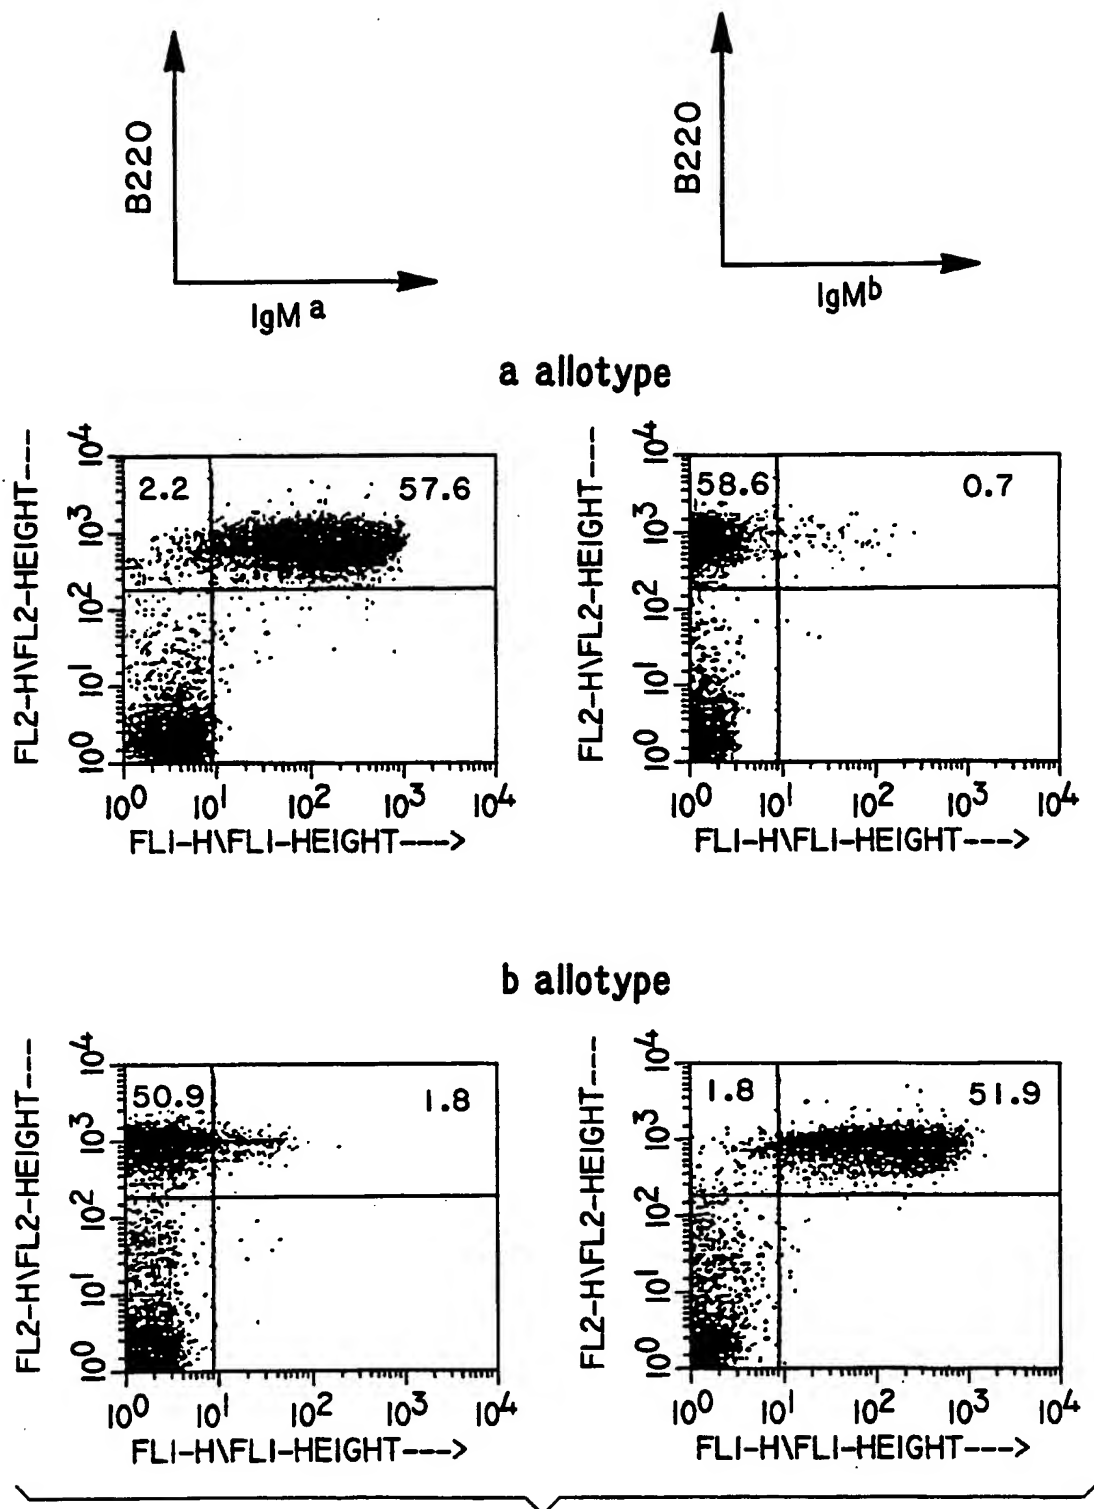 B220
IgM a
B220
IgM b
a allotype
FL2-H\FL2-HEIGHT---
10⁴
10³
10²
10¹
10⁰
2.2
57.6
10⁰ 10¹ 10² 10³ 10⁴
FL1-H\FL1-HEIGHT--->
FL2-H\FL2-HEIGHT---
10⁴
10³
10²
10¹
10⁰
58.6
0.7
10⁰ 10¹ 10² 10³ 10⁴
FL1-H\FL1-HEIGHT--->
b allotype
FL2-H\FL2-HEIGHT---
10⁴
10³
10²
10¹
10⁰
50.9
1.8
10⁰ 10¹ 10² 10³ 10⁴
FL1-H\FL1-HEIGHT--->
FL2-H\FL2-HEIGHT---
10⁴
10³
10²
10¹
10⁰
1.8
51.9
10⁰ 10¹ 10² 10³ 10⁴
FL1-H\FL1-HEIGHT--->